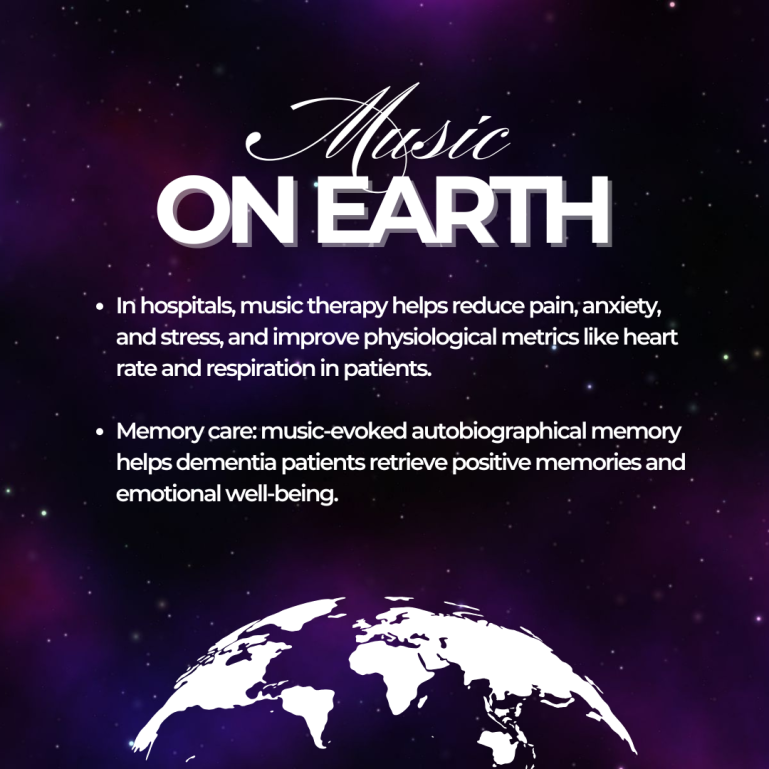 Music
ON EARTH
• In hospitals, music therapy helps reduce pain, anxiety,
and stress, and improve physiological metrics like heart
rate and respiration in patients.
• Memory care: music-evoked autobiographical memory
helps dementia patients retrieve positive memories and
emotional well-being.